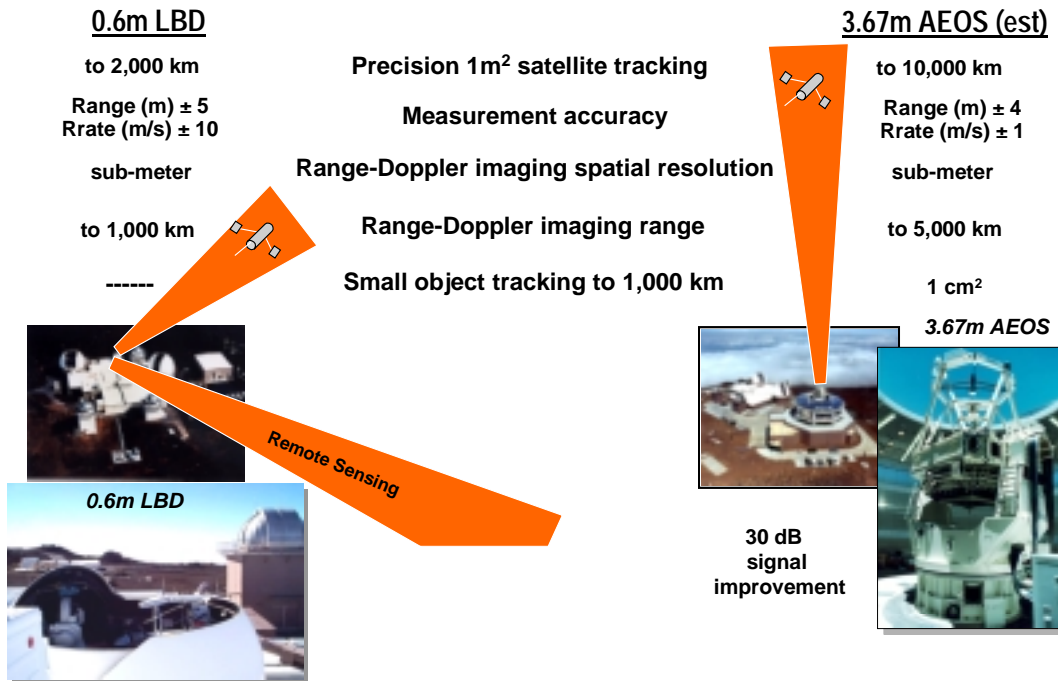 0.6m LBD
3.67m AEOS (est)
to 2,000 km
Precision 1m² satellite tracking
to 10,000 km
Range (m) ± 5
Rrate (m/s) ± 10
Measurement accuracy
Range (m) ± 4
Rrate (m/s) ± 1
sub-meter
Range-Doppler imaging spatial resolution
sub-meter
to 1,000 km
Range-Doppler imaging range
to 5,000 km
------
Small object tracking to 1,000 km
1 cm²
3.67m AEOS
Remote Sensing
0.6m LBD
30 dB
signal
improvement